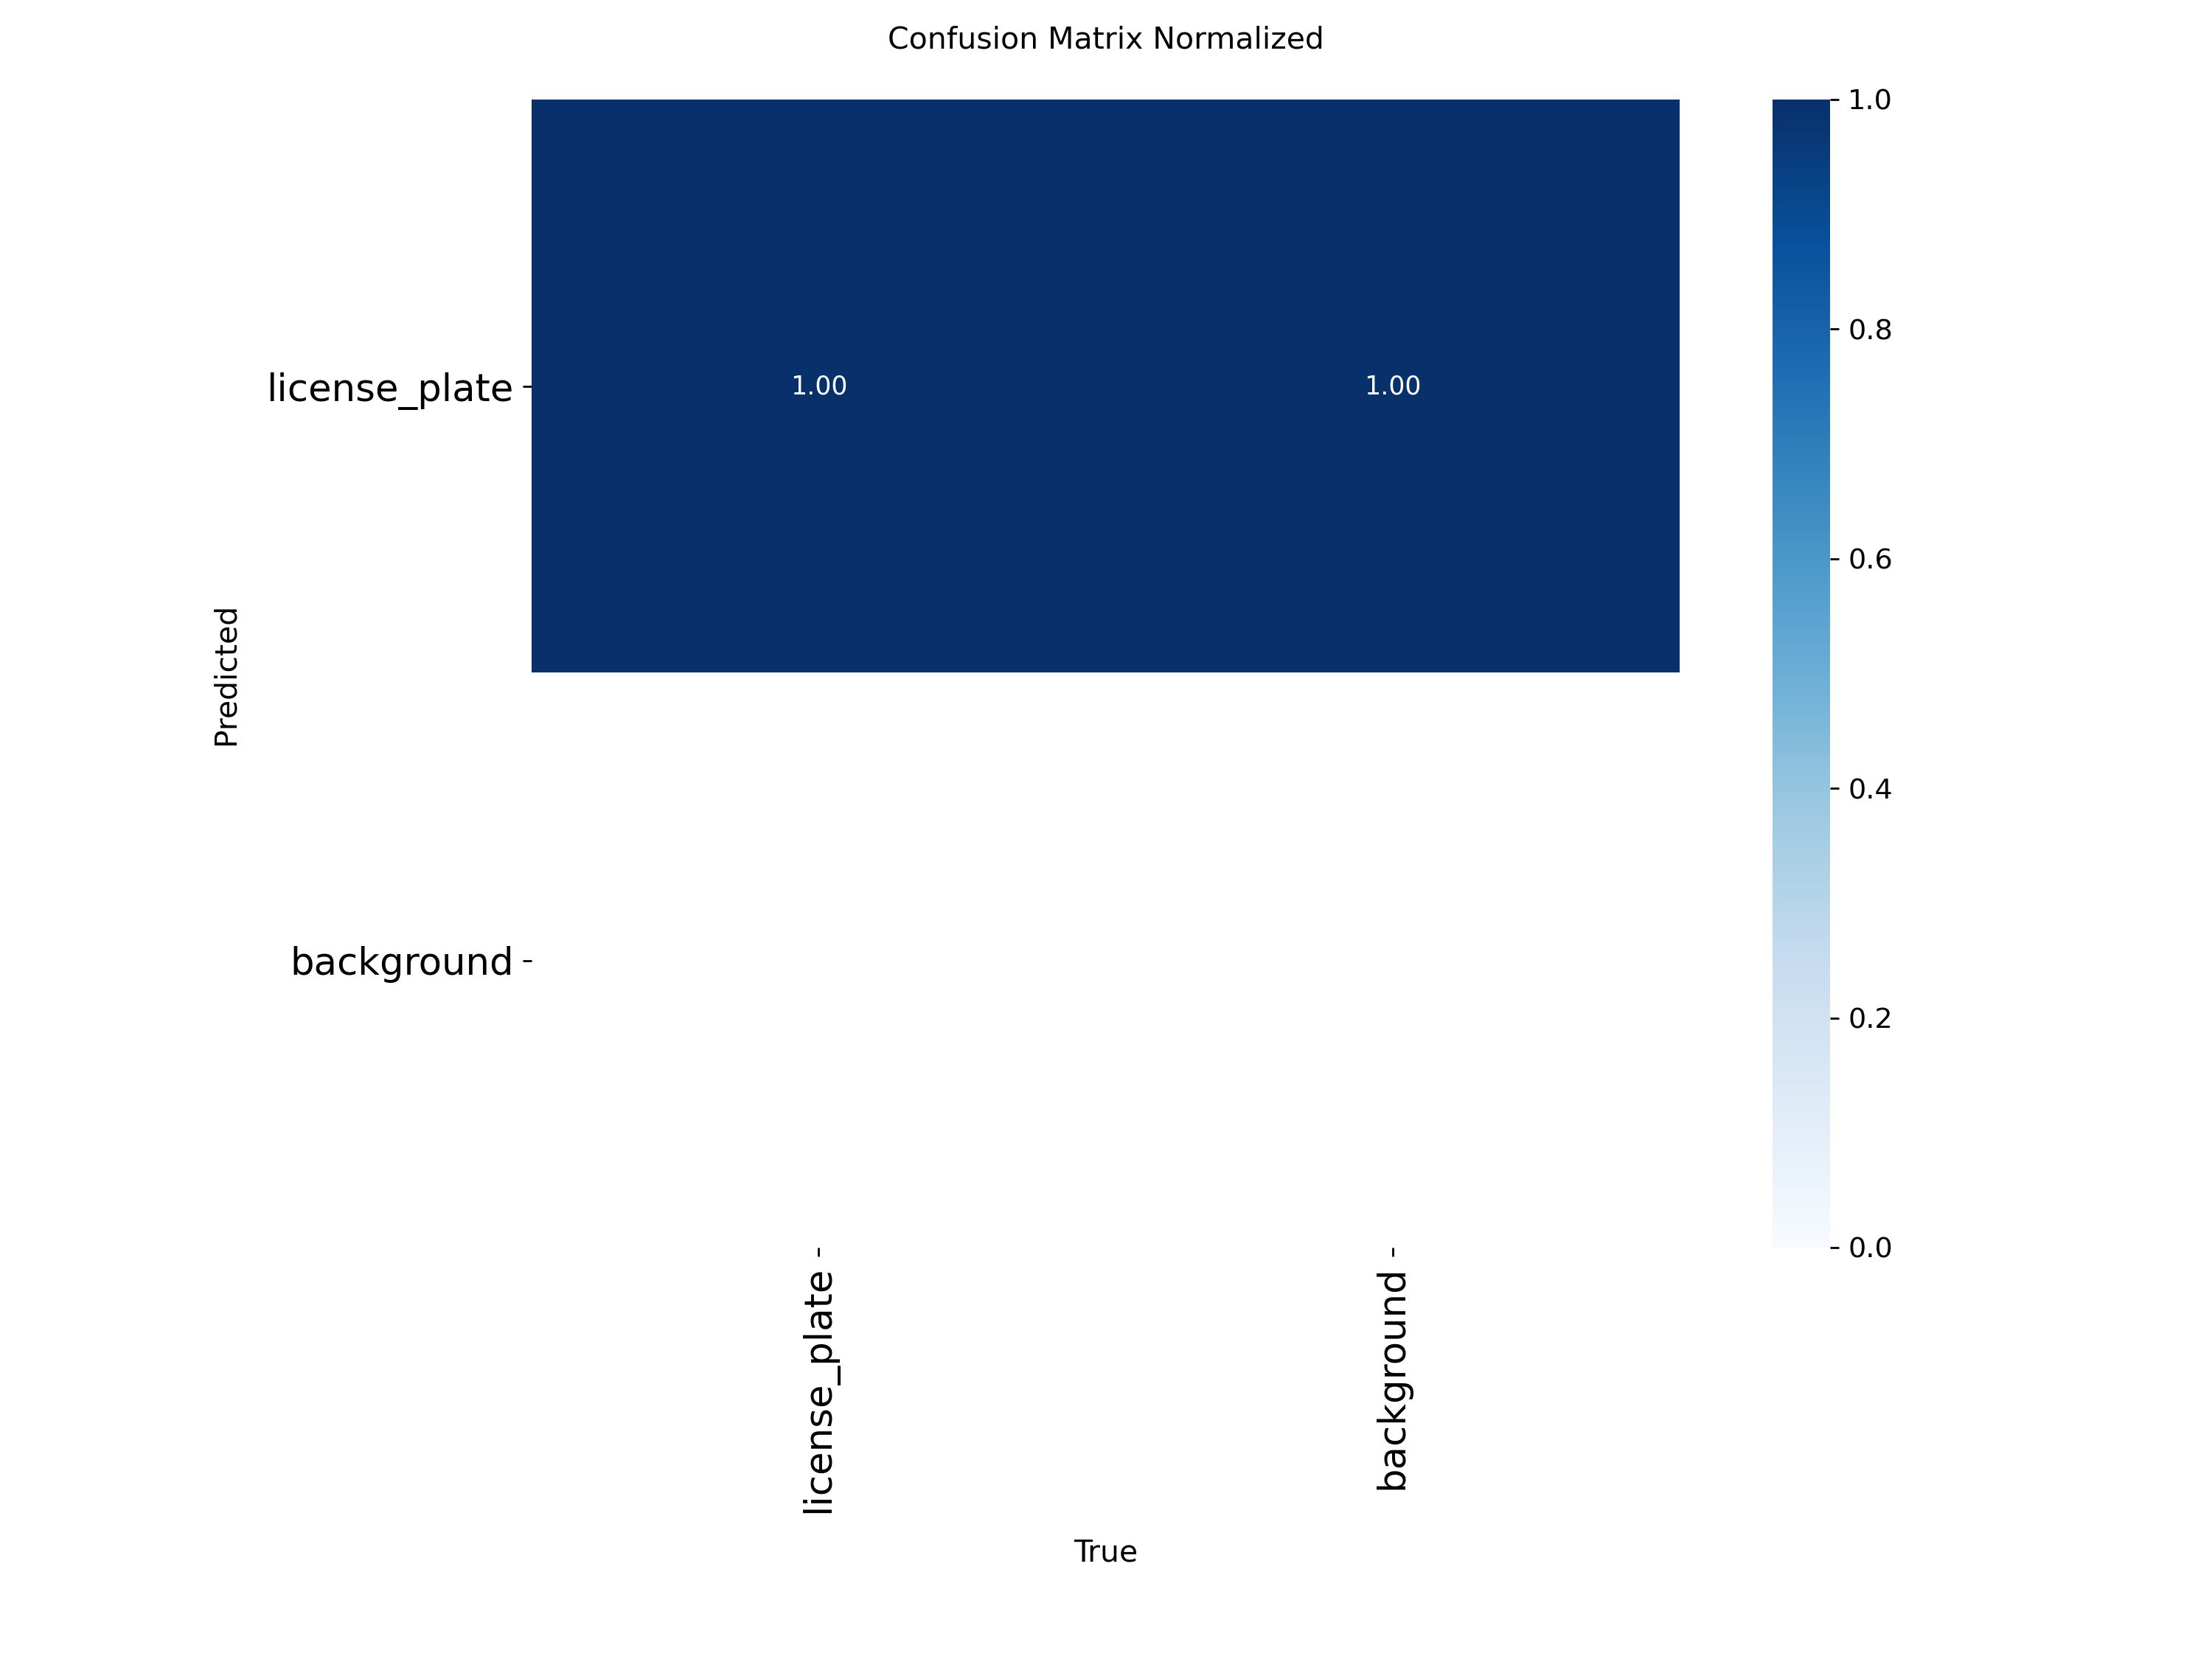 Confusion Matrix Normalized
1.0
0.8
0.6
0.4
0.2
0.0
license_plate
1.00
1.00
Predicted
background
license_plate
background
True